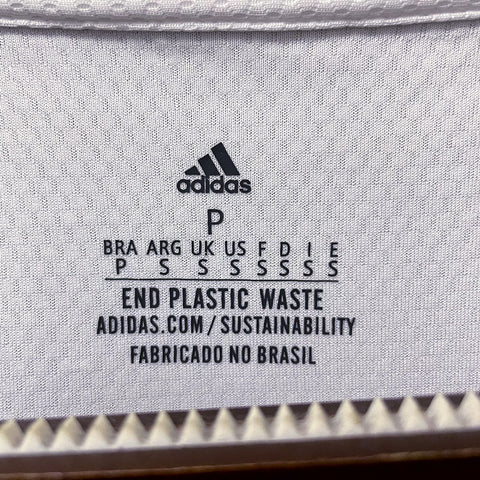 adidas
P
BRA ARG UK US F D I E
P S S S S S S S
END PLASTIC WASTE
ADIDAS.COM/SUSTAINABILITY
FABRICADO NO BRASIL